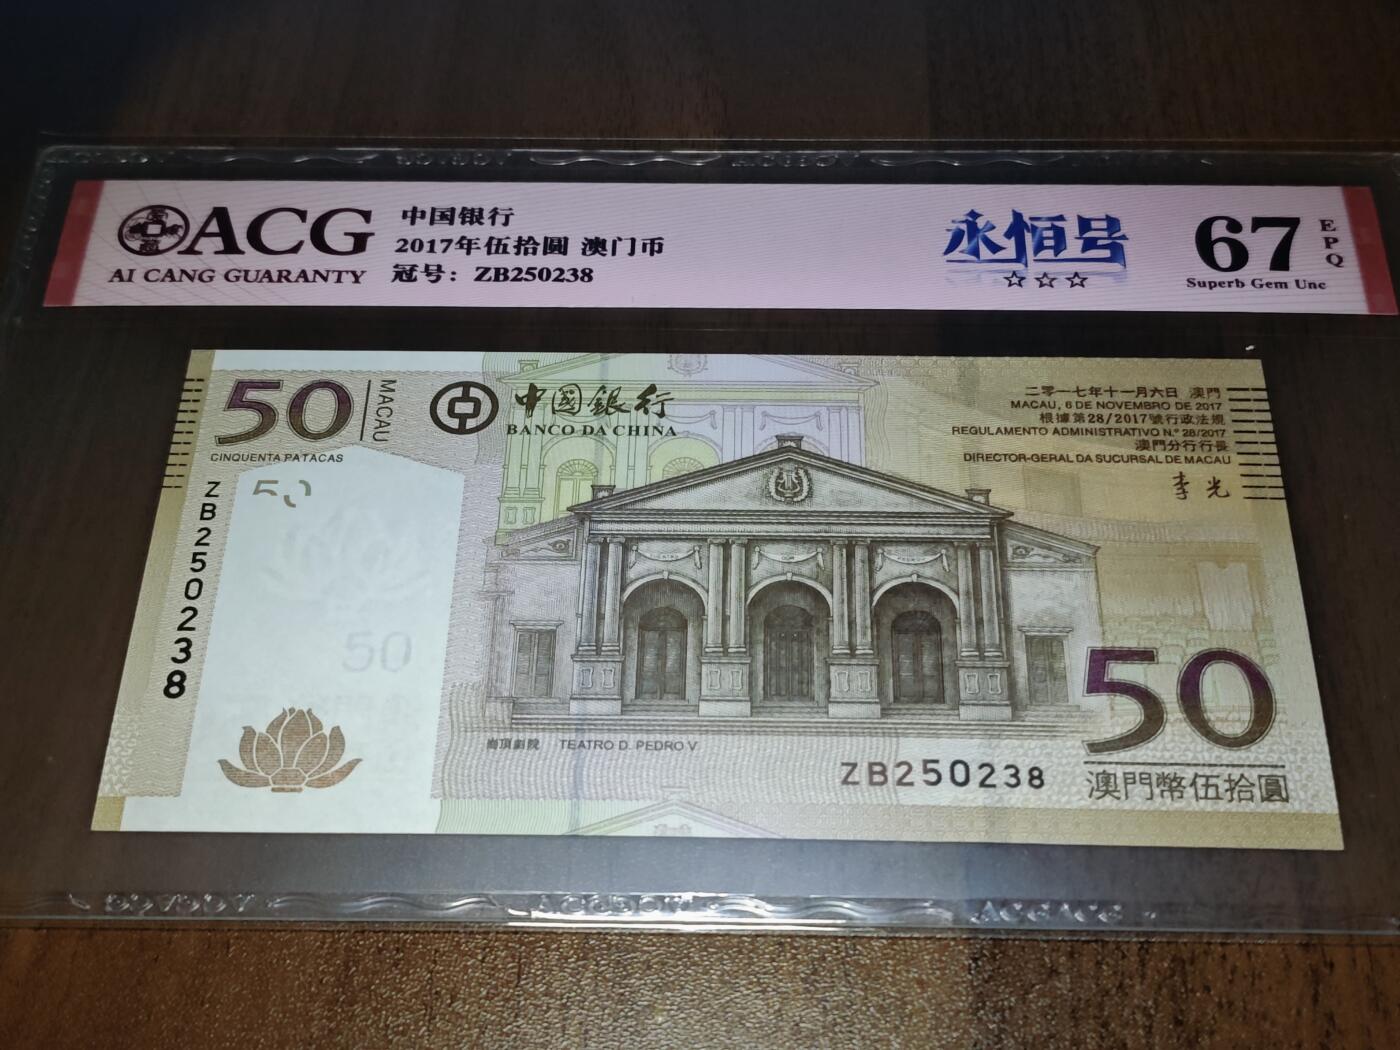 ACG
AI CANG GUARANTY
中国银行
2017年伍拾圓 澳门币
冠号：ZB250238
永恒号
☆☆☆
67
EPQ
Superb Gem Unc
50
MACAU
CINQUENTA PATACAS
中國銀行
BANCO DA CHINA
二零一七年十一月六日 澳門
MACAU, 6 DE NOVEMBRO DE 2017
根據第28/2017號行政法規
REGULAMENTO ADMINISTRATIVO N.º 28/2017
澳門分行行長
DIRECTOR-GERAL DA SUCURSAL DE MACAU
李光
ZB250238
50
50
崗頂劇院 TEATRO D. PEDRO V
ZB250238
50
澳門幣伍拾圓